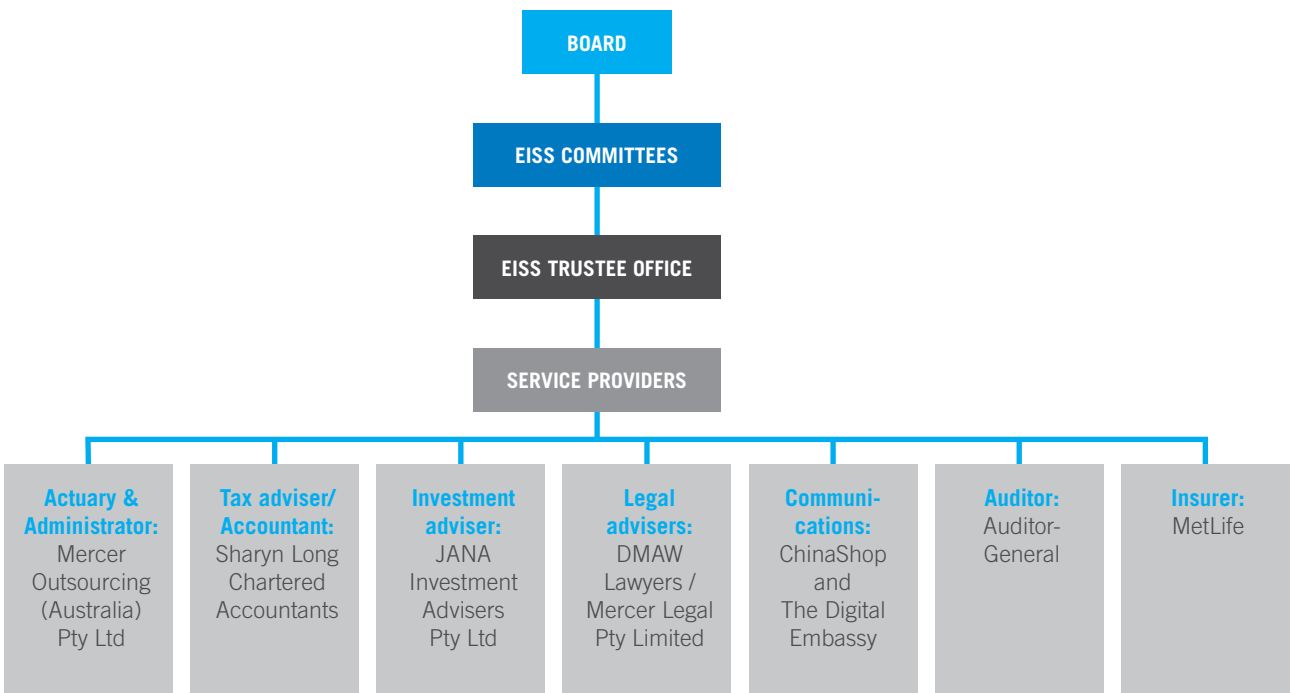 BOARD
EISS COMMITTEES
EISS TRUSTEE OFFICE
SERVICE PROVIDERS
Actuary &
Administrator:
Mercer
Outsourcing
(Australia)
Pty Ltd
Tax adviser/
Accountant:
Sharyn Long
Chartered
Accountants
Investment
adviser:
JANA
Investment
Advisers
Pty Ltd
Legal
advisers:
DMAW
Lawyers /
Mercer Legal
Pty Limited
Communi-
cations:
ChinaShop
and
The Digital
Embassy
Auditor:
Auditor-
General
Insurer:
MetLife